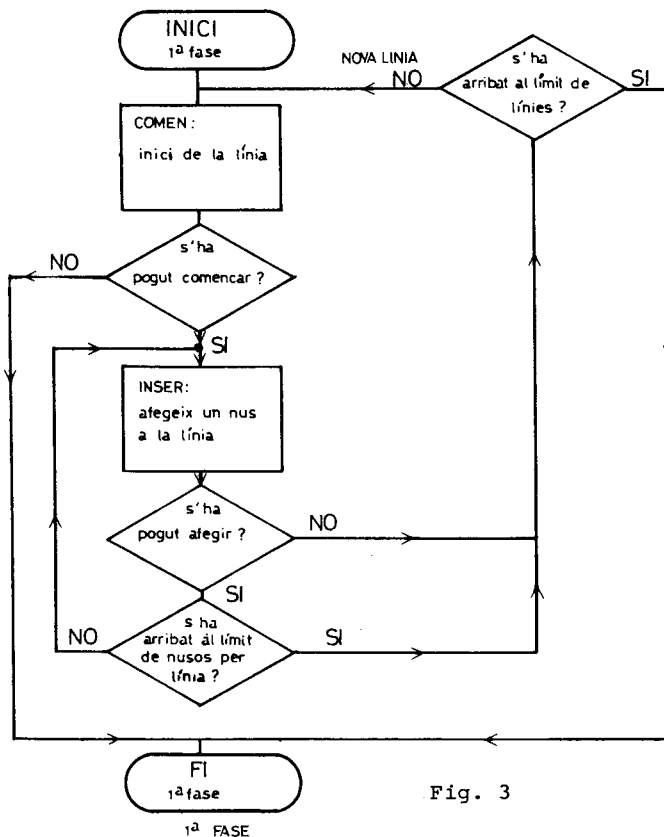 INICI
1ª fase
NOVA LINIA
NO
s'ha
arribat al límit de
línies ?
SI
COMEN:
inici de la línia
s'ha
pogut comencar ?
NO
SI
INSER:
afegeix un nus
a la línia
s'ha
pogut afegir ?
NO
SI
s ha
arribat ál límit
de nusos per
línia ?
NO
SI
FI
1ª fase
Fig. 3
1ª FASE